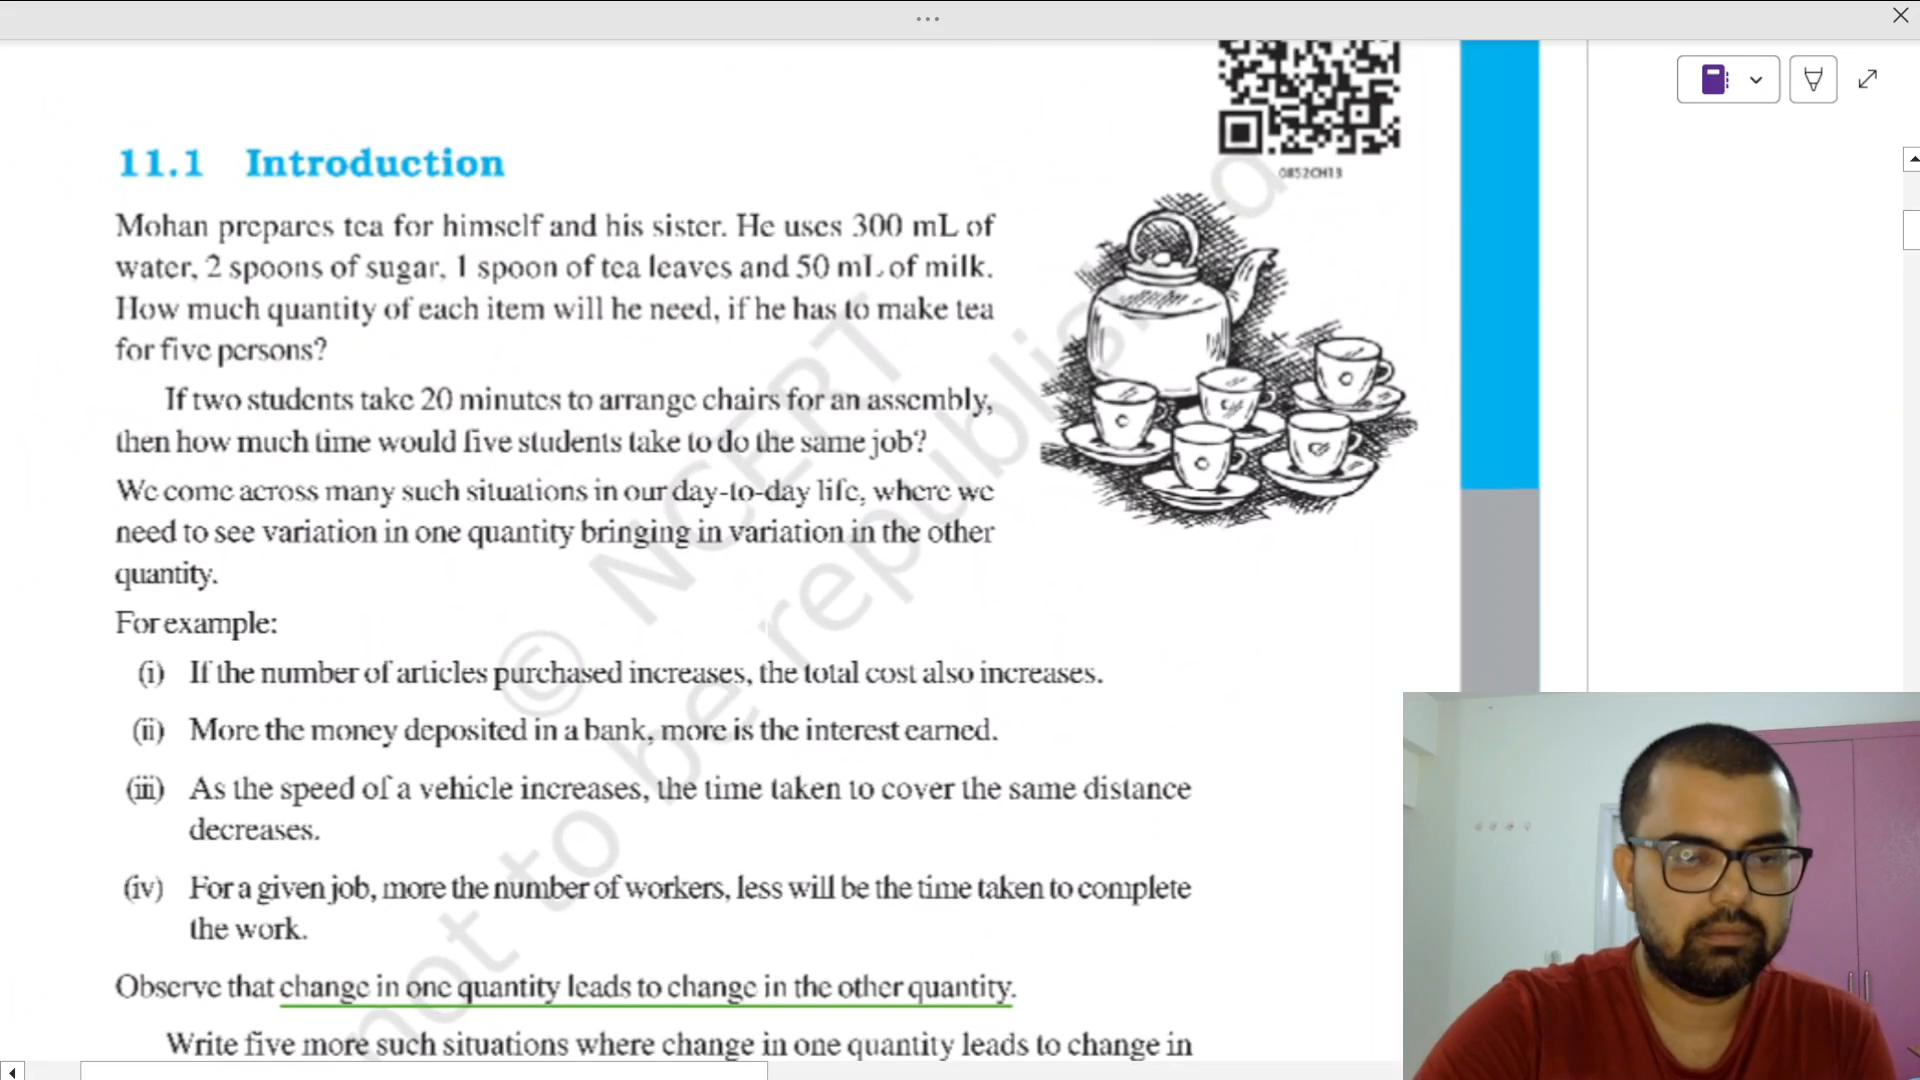 0852CH13
11.1 Introduction
Mohan prepares tea for himself and his sister. He uses 300 mL of
water, 2 spoons of sugar, 1 spoon of tea leaves and 50 mL of milk.
How much quantity of each item will he need, if he has to make tea
for five persons?
If two students take 20 minutes to arrange chairs for an assembly,
then how much time would five students take to do the same job?
We come across many such situations in our day-to-day life, where we
need to see variation in one quantity bringing in variation in the other
quantity.
For example:
(i) If the number of articles purchased increases, the total cost also increases.
(ii) More the money deposited in a bank, more is the interest earned.
(iii) As the speed of a vehicle increases, the time taken to cover the same distance
decreases.
(iv) For a given job, more the number of workers, less will be the time taken to complete
the work.
Observe that change in one quantity leads to change in the other quantity.
Write five more such situations where change in one quantity leads to change in
© NCERT
not to be republished